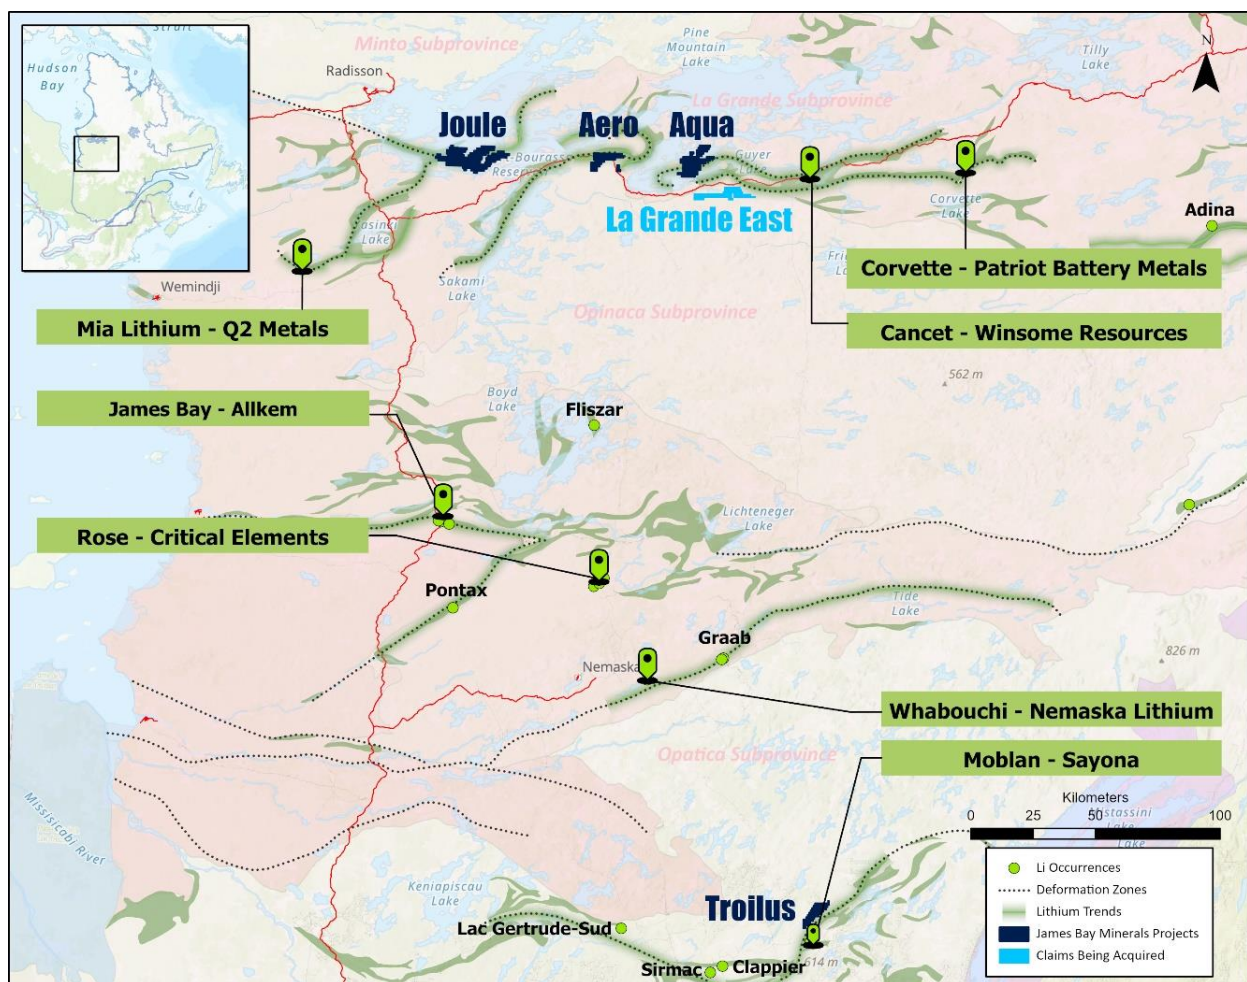 Strait
Hudson
Bay
Minto Subprovince
Pine
Mountain
Lake
Tilly
Lake
N
Radisson
La Grande Subprovince
Joule
Aero
Aqua
Reserve
Guyer
La Grande East
Corvette
Lake
Adina
Lake
Wemindji
Sakami
Lake
Opinaca Subprovince
Corvette - Patriot Battery Metals
Mia Lithium - Q2 Metals
Cancet - Winsome Resources
562 m
Boyd
Lake
James Bay - Allkem
Fliszar
Lichteneger
Lake
Rose - Critical Elements
Pontax
Tide
Lake
Graab
Nemaska
826 m
Whabouchi - Nemaska Lithium
Opatica Subprovince
Moblan - Sayona
Missisicabi River
Kilometers
0 25 50 100
Lake
Keniapiscau
Lake
Troilus
Lac Gertrude-Sud
Sirmac
Clappier
614 m
Li Occurrences
Deformation Zones
Lithium Trends
James Bay Minerals Projects
Claims Being Acquired